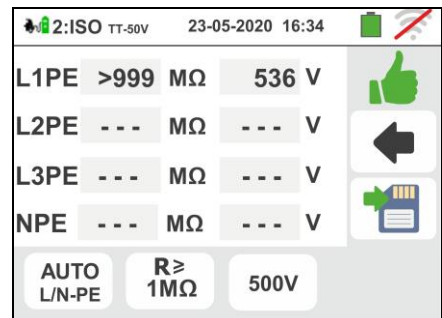 2:ISO TT-50V 23-05-2020 16:34
L1PE >999 MΩ 536 V
L2PE - - - MΩ - - - V
L3PE - - - MΩ - - - V
NPE - - - MΩ - - - V
AUTO L/N-PE
R≥ 1MΩ
500V